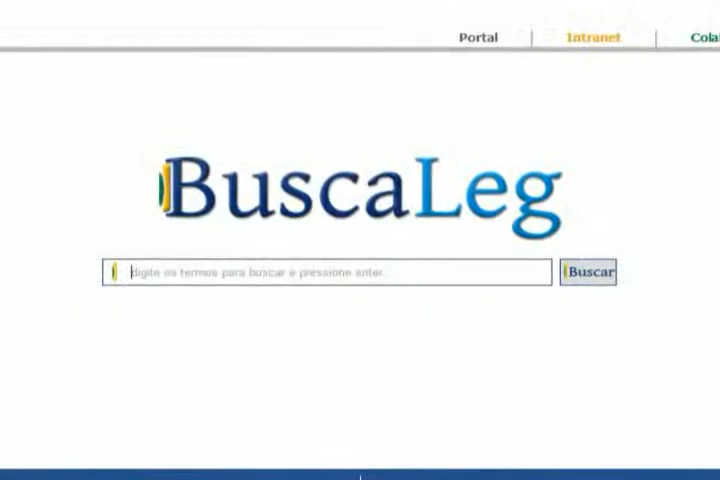 Portal | Intranet |
BuscaLeg
digite os termos para buscar e pressione enter...
Buscar